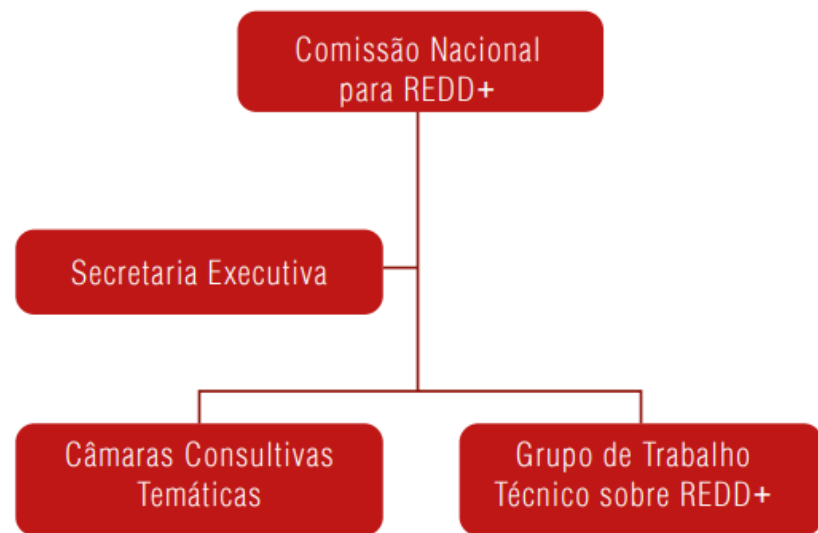 Comissão Nacional
para REDD+
Secretaria Executiva
Câmaras Consultivas
Temáticas
Grupo de Trabalho
Técnico sobre REDD+